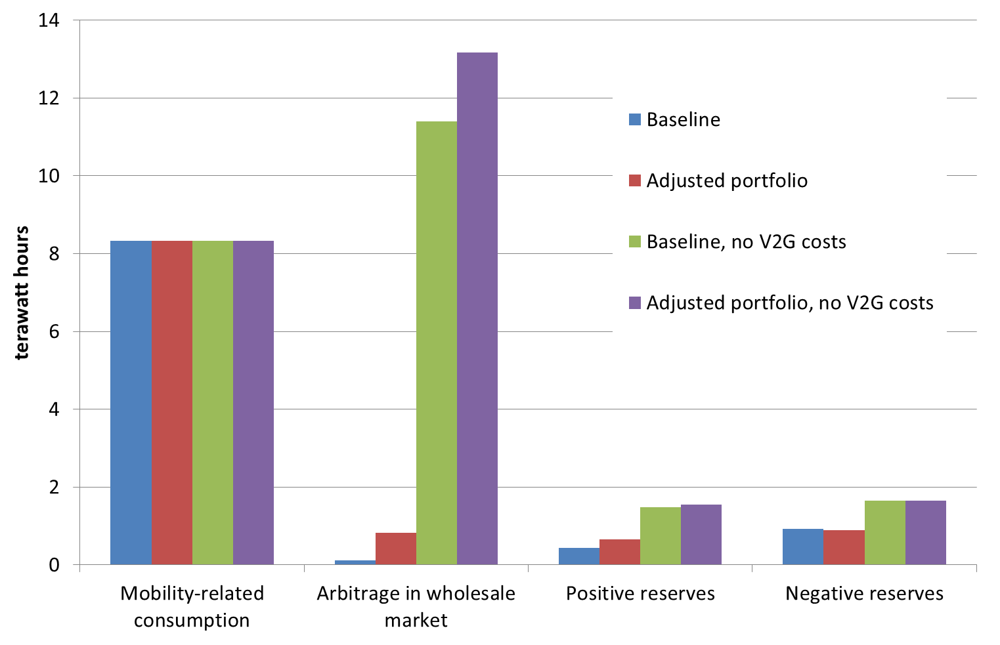 terawatt hours
14
12
10
8
6
4
2
0
Baseline
Adjusted portfolio
Baseline, no V2G costs
Adjusted portfolio, no V2G costs
Mobility-related
consumption
Arbitrage in wholesale
market
Positive reserves
Negative reserves